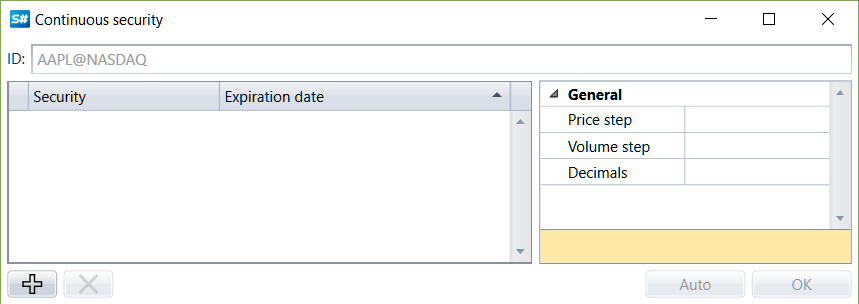 S# Continuous security
ID: AAPL@NASDAQ
Security Expiration date
General
Price step
Volume step
Decimals
Auto OK